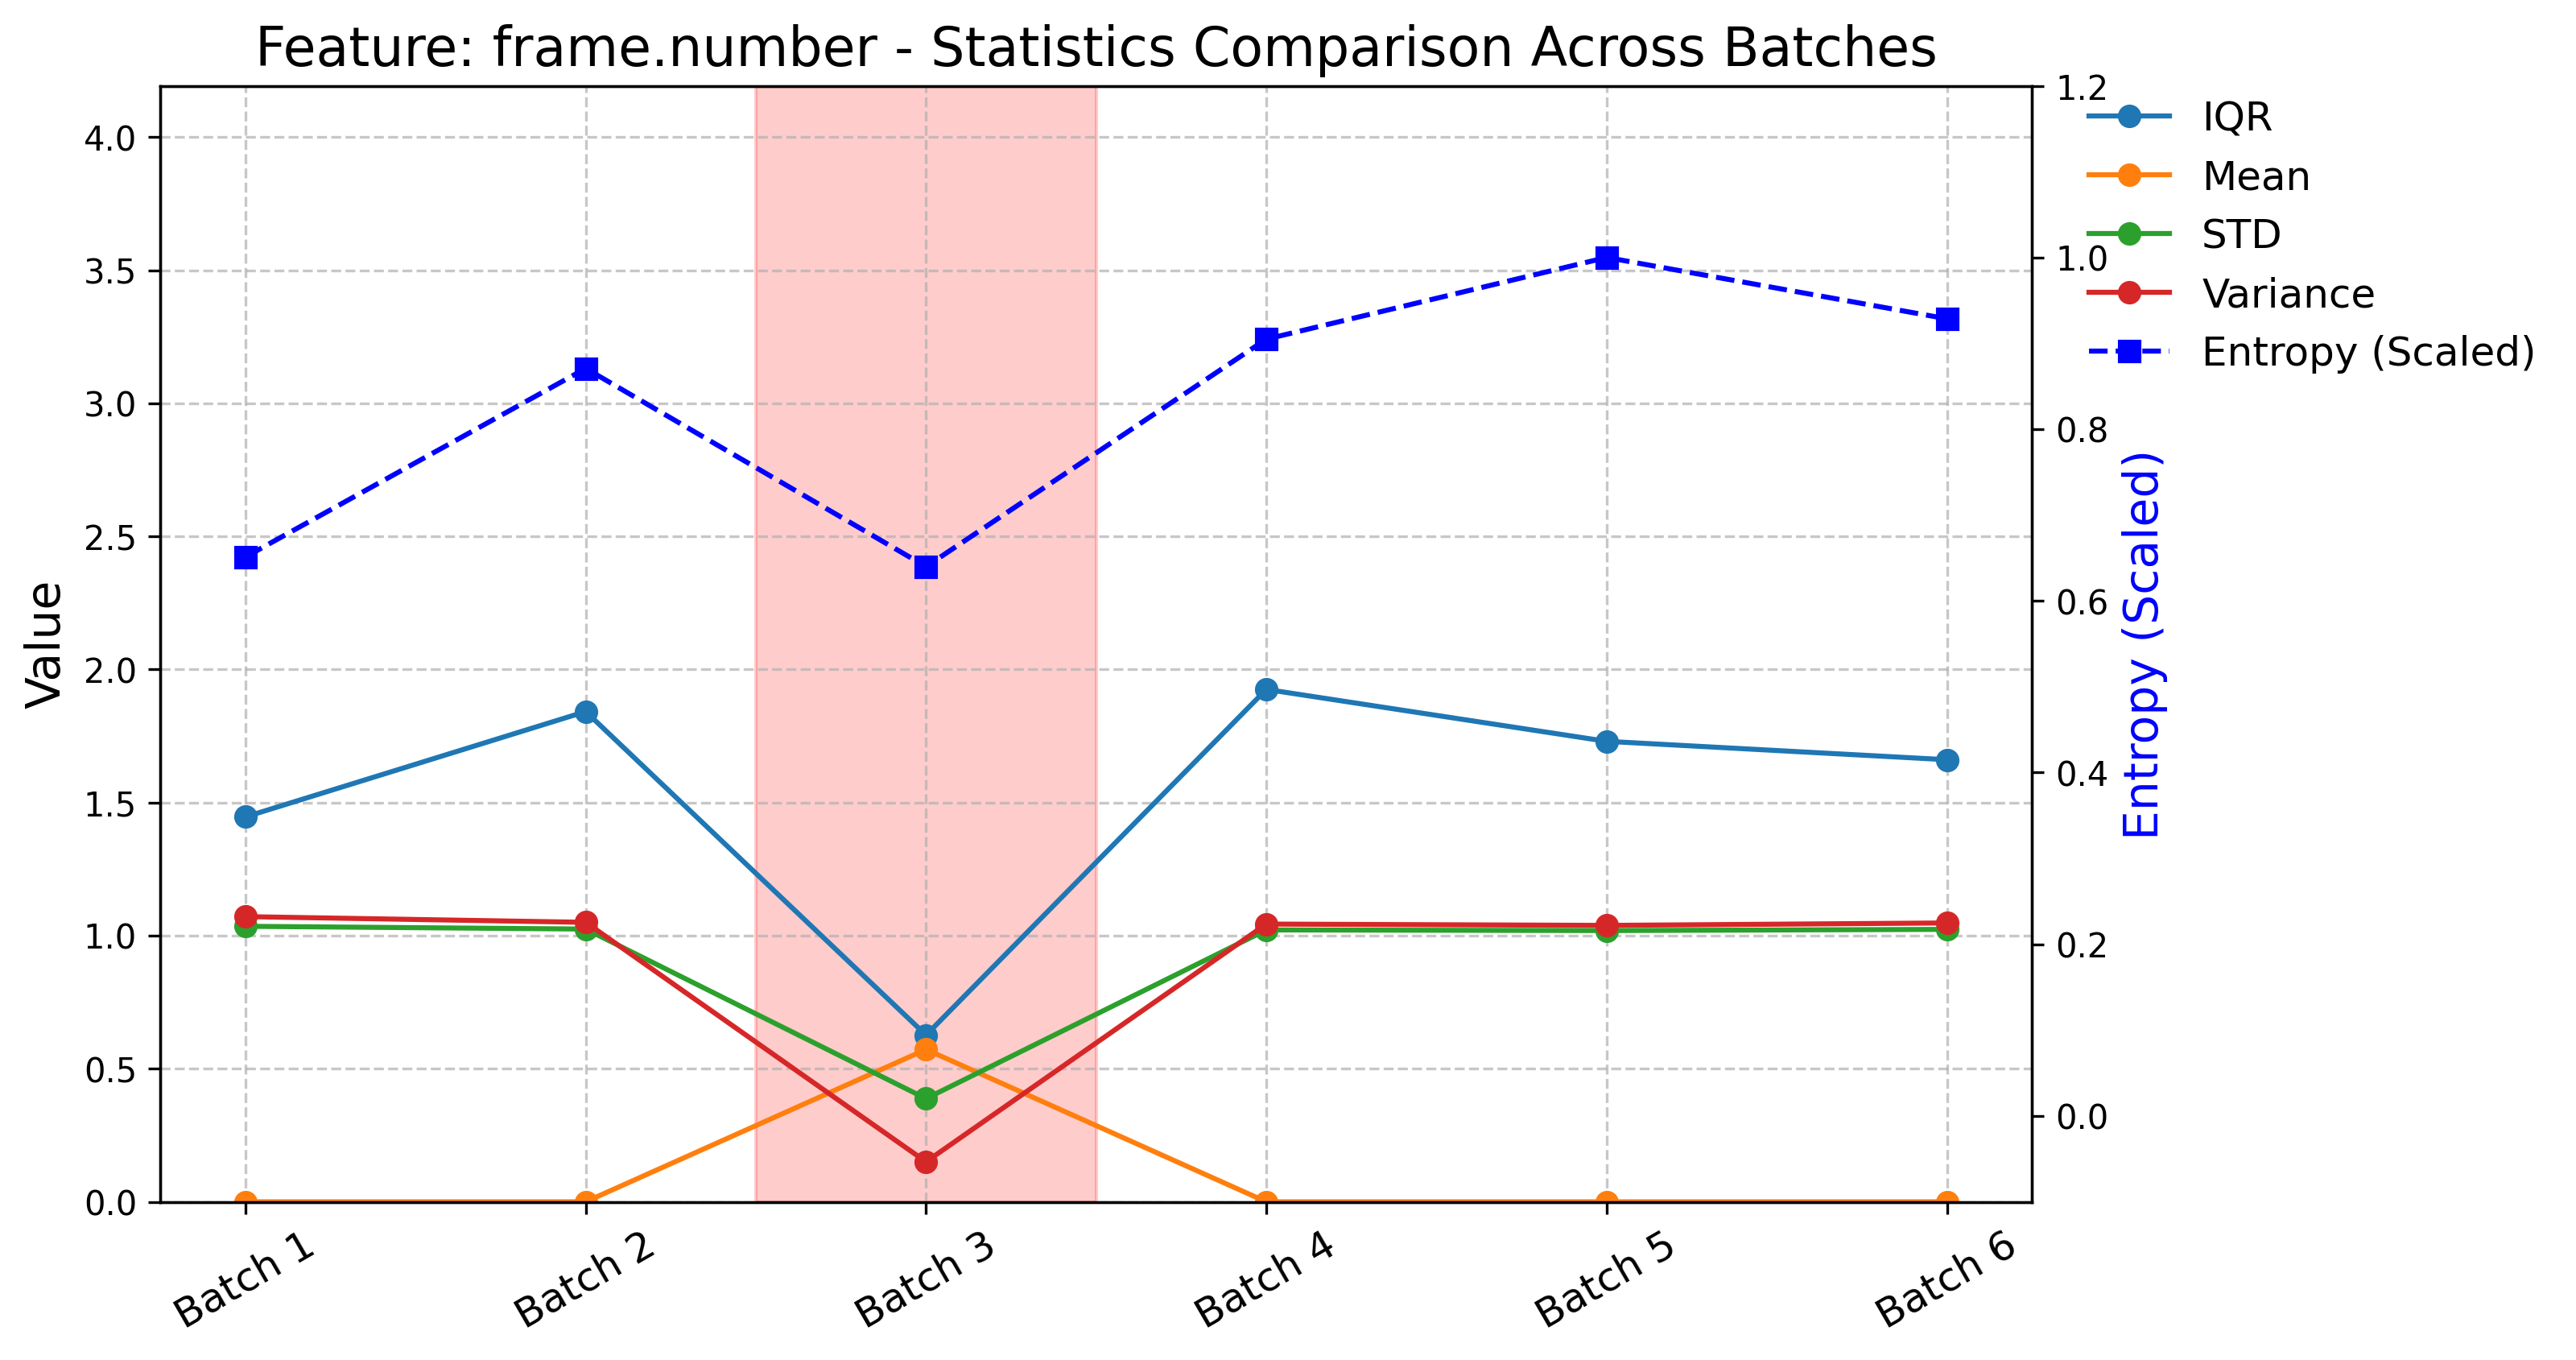 Feature: frame.number - Statistics Comparison Across Batches
Value
4.0
3.5
3.0
2.5
2.0
1.5
1.0
0.5
0.0
Batch 1
Batch 2
Batch 3
Batch 4
Batch 5
Batch 6
1.2
1.0
0.8
0.6
0.4
0.2
0.0
Entropy (Scaled)
IQR
Mean
STD
Variance
Entropy (Scaled)